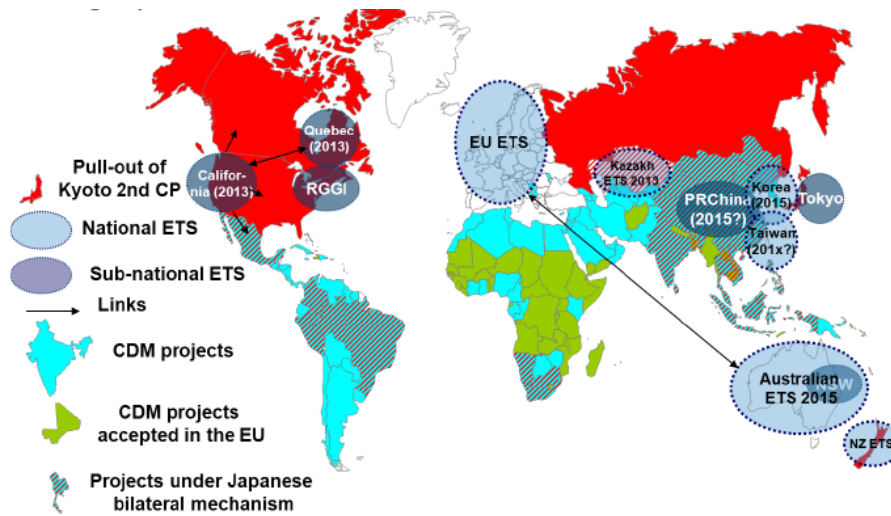 Quebec
(2013)
Califor-
nia (2013)
RGGI
EU ETS
Kazakh
ETS 2013
PRChina
(2015?)
Korea
(2015)
Tokyo
Taiwan
(201x?)
Australian
ETS 2015
NSW
NZ ETS
Pull-out of
Kyoto 2nd CP
National ETS
Sub-national ETS
Links
CDM projects
CDM projects
accepted in the EU
Projects under Japanese
bilateral mechanism